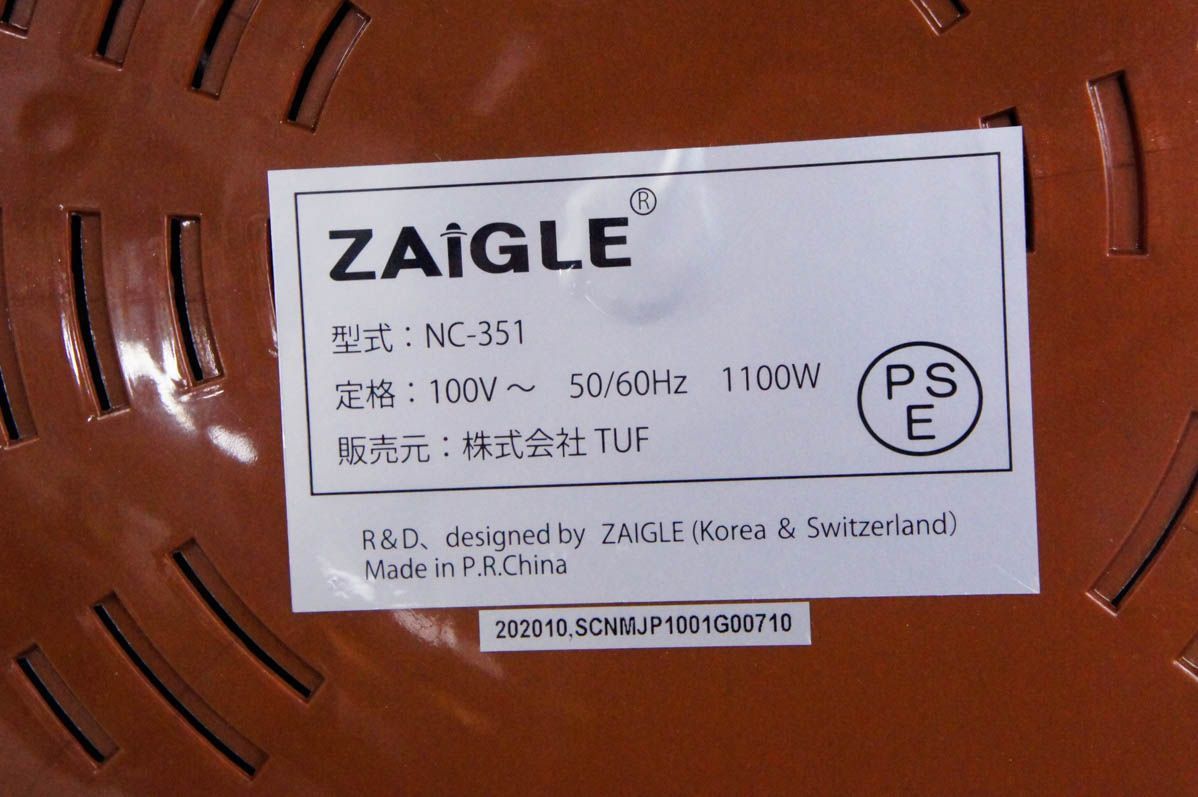 ZAiGLE®
型式：NC-351
定格：100V～ 50/60Hz 1100W
販売元：株式会社 TUF
PSE
R&D、designed by ZAIGLE (Korea & Switzerland）
Made in P.R.China
202010,SCNMJP1001G00710